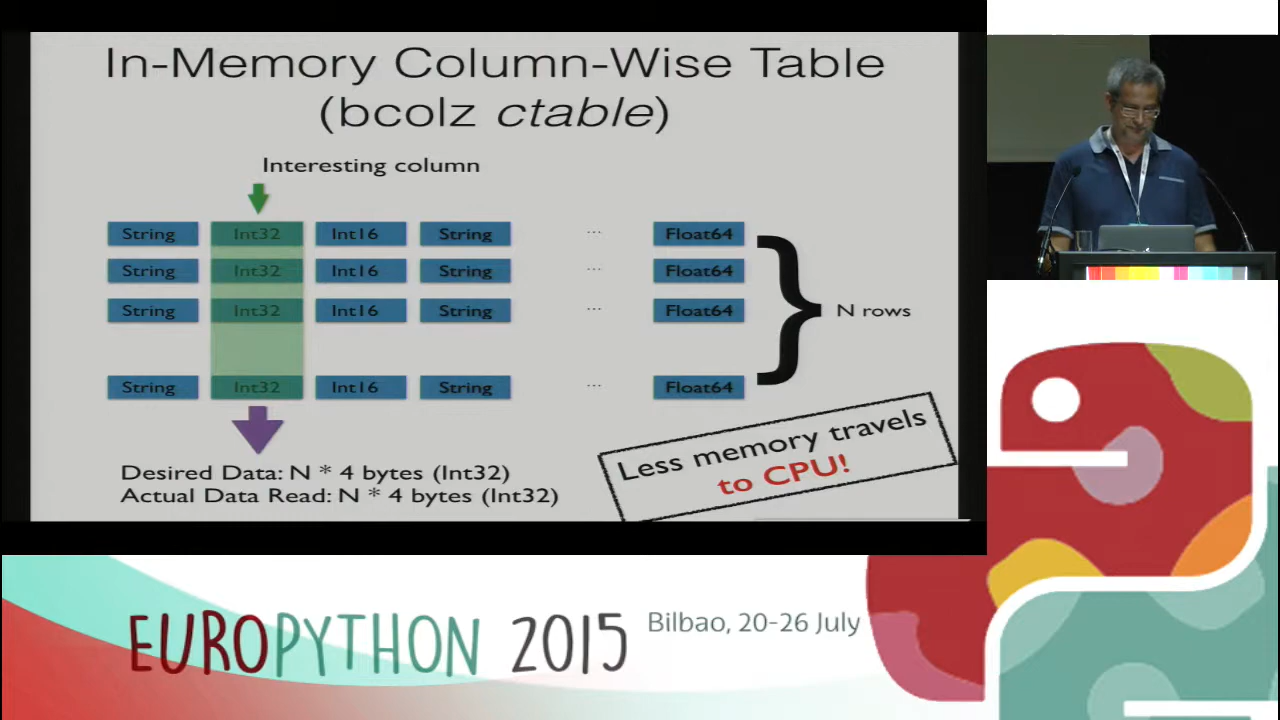 In-Memory Column-Wise Table
(bcolz ctable)
Interesting column
String Int32 Int16 String ... Float64
String Int32 Int16 String ... Float64
String Int32 Int16 String ... Float64
N rows
String Int32 Int16 String ... Float64
Less memory travels
to CPU!
Desired Data: N * 4 bytes (Int32)
Actual Data Read: N * 4 bytes (Int32)
EUROPYTHON 2015
Bilbao, 20-26 July